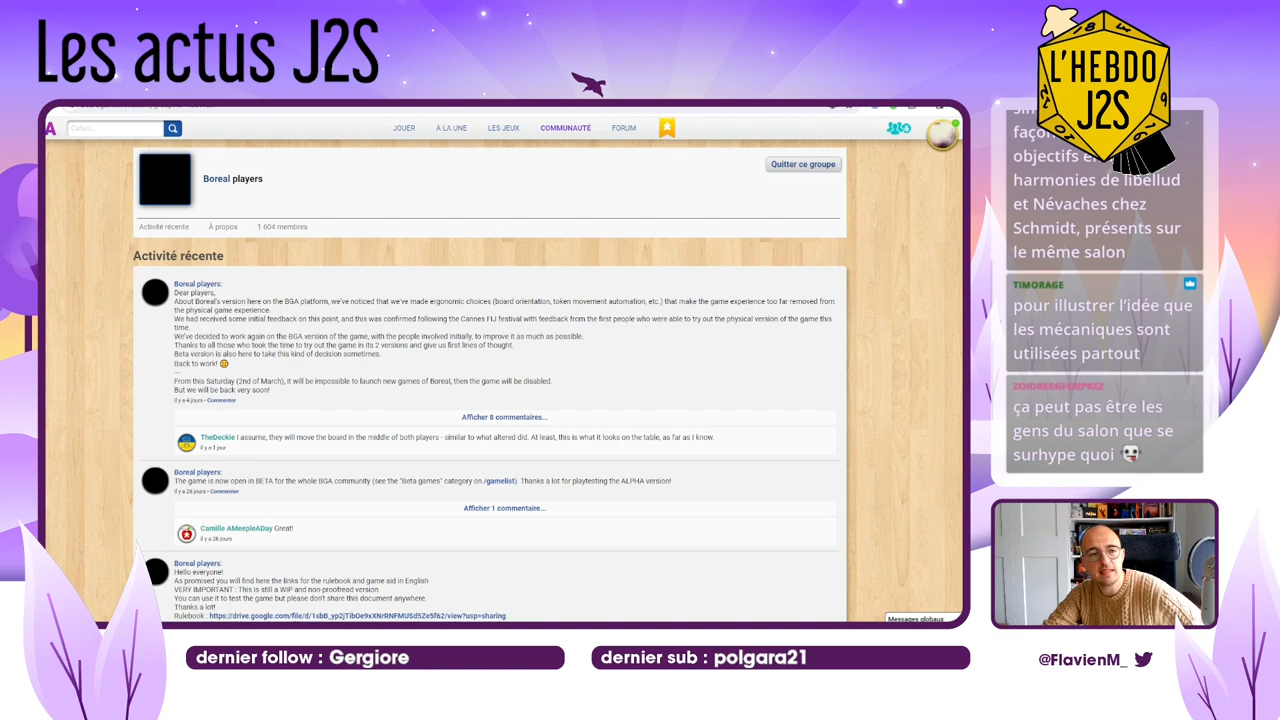 Les actus J2S
L'HEBDO
J2S
18
9
A
Catax...
JOUER
À LA UNE
LES JEUX
COMMUNAUTÉ
FORUM
6
Boreal players
Quitter ce groupe
Activité récente
À propos
1 604 membres
Activité récente
Boreal players:
Dear players,
About Boreal's version here on the BGA platform, we've noticed that we've made ergonomic choices (board orientation, token movement automation, etc.) that make the game experience too far removed from
the physical game experience.
We had received some initial feedback on this point, and this was confirmed following the Cannes FIJ festival with feedback from the first people who were able to try out the physical version of the game this
time.
We've decided to work again on the BGA version of the game, with the people involved initially, to improve it as much as possible.
Thanks to all those who took the time to try out the game in its 2 versions and give us first lines of thought.
Beta version is also here to take this kind of decision sometimes.
Back to work! 🙂
---
From this Saturday (2nd of March), it will be impossible to launch new games of Boreal, then the game will be disabled.
But we will be back very soon!
il y a 4 jours • Commenter
Afficher 8 commentaires...
TheDeckie I assume, they will move the board in the middle of both players - similar to what altered did. At least, this is what it looks on the table, as far as I know.
il y a 1 jour
Boreal players:
The game is now open in BETA for the whole BGA community (see the "Beta games" category on /gamelist). Thanks a lot for playtesting the ALPHA version!
il y a 26 jours • Commenter
Afficher 1 commentaire...
Camille AMeepleADay Great!
il y a 26 jours
Boreal players:
Hello everyone!
As promised you will find here the links for the rulebook and game aid in English
VERY IMPORTANT : This is still a WIP and non-proofread version
You can use it to test the game but please don't share this document anywhere.
Thanks a lot!
Rulebook : https://drive.google.com/file/d/1sbB_yp2jTibOe9xXNrRNFMUSd5Ze5f62/view?usp=sharing
Messages globaux
façon
objectifs
harmonies de libellud
et Névaches chez
Schmidt, présents sur
le même salon
TIMORAGE
pour illustrer l'idée que
les mécaniques sont
utilisées partout
ZOIDBERGFORPREZ
ça peut pas être les
gens du salon que se
surhype quoi
dernier follow : Gergiore
dernier sub : polgara21
@FlavienM_